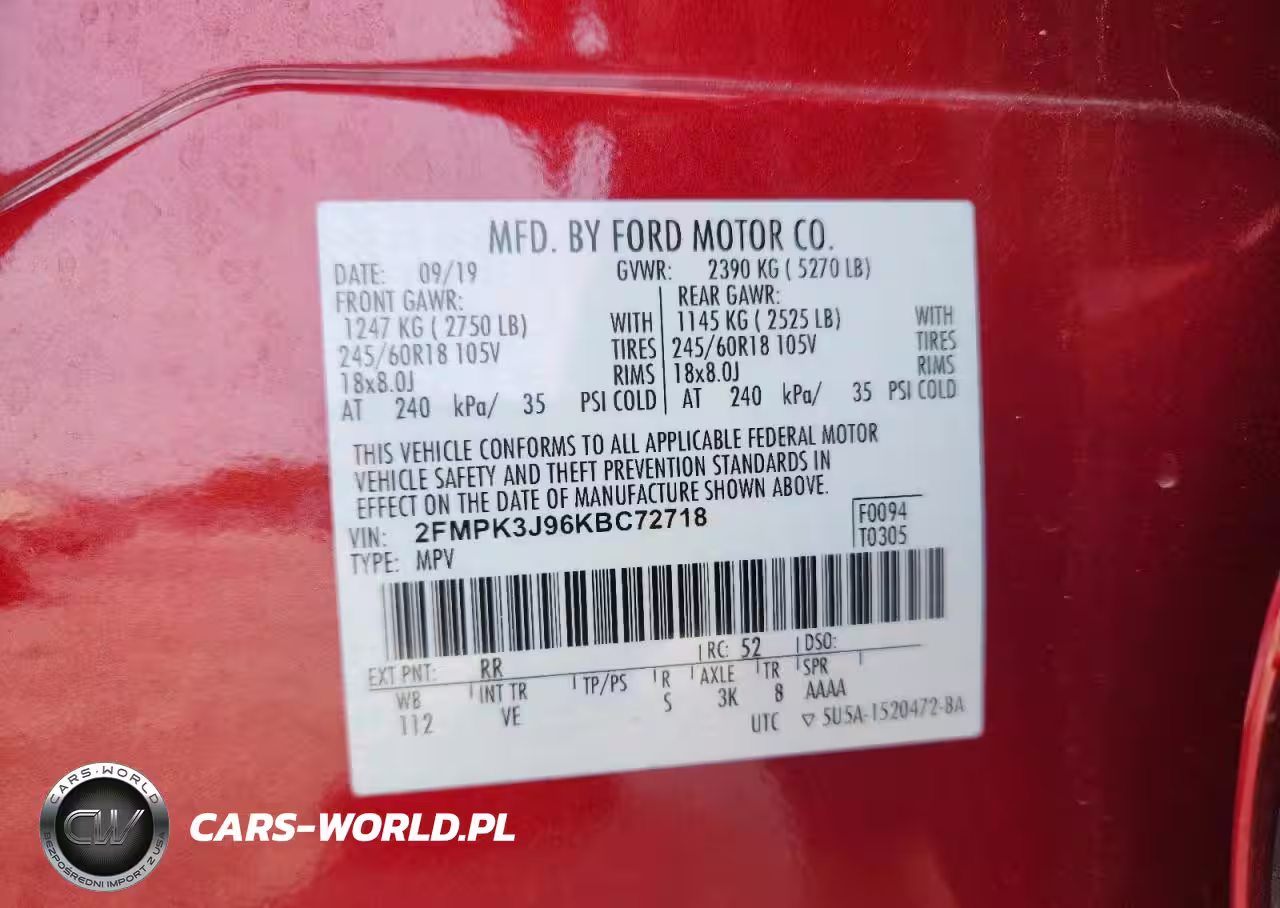 MFD. BY FORD MOTOR CO.
DATE: 09/19 GVWR: 2390 KG ( 5270 LB)
FRONT GAWR: REAR GAWR:
1247 KG ( 2750 LB) WITH 1145 KG ( 2525 LB) WITH
245/60R18 105V TIRES 245/60R18 105V TIRES
18x8.0J RIMS 18x8.0J RIMS
AT 240 kPa/ 35 PSI COLD AT 240 kPa/ 35 PSI COLD
THIS VEHICLE CONFORMS TO ALL APPLICABLE FEDERAL MOTOR
VEHICLE SAFETY AND THEFT PREVENTION STANDARDS IN
EFFECT ON THE DATE OF MANUFACTURE SHOWN ABOVE.
VIN: 2FMPK3J96KBC72718 F0094
TYPE: MPV T0305
EXT PNT: RR RC: 52 DSO:
WB INT TR TP/PS R AXLE TR SPR
112 VE S 3K 8 AAAA
UTC ▽ 5U5A-1520472-BA
CARS-WORLD
CW
BEZPOŚREDNI IMPORT Z USA
CARS-WORLD.PL